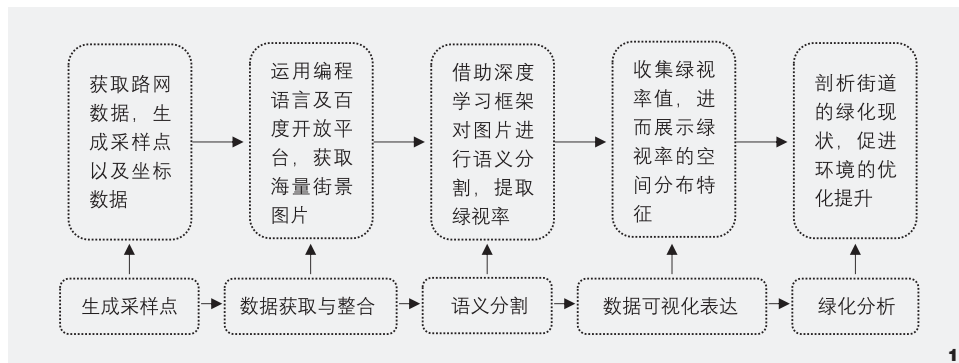 获取路网
数据，生
成采样点
以及坐标
数据
运用编程
语言及百
度开放平
台，获取
海量街景
图片
借助深度
学习框架
对图片进
行语义分
割，提取
绿视率
收集绿视
率值，进
而展示绿
视率的空
间分布特
征
剖析街道
的绿化现
状，促进
环境的优
化提升
生成采样点
数据获取与整合
语义分割
数据可视化表达
绿化分析
1